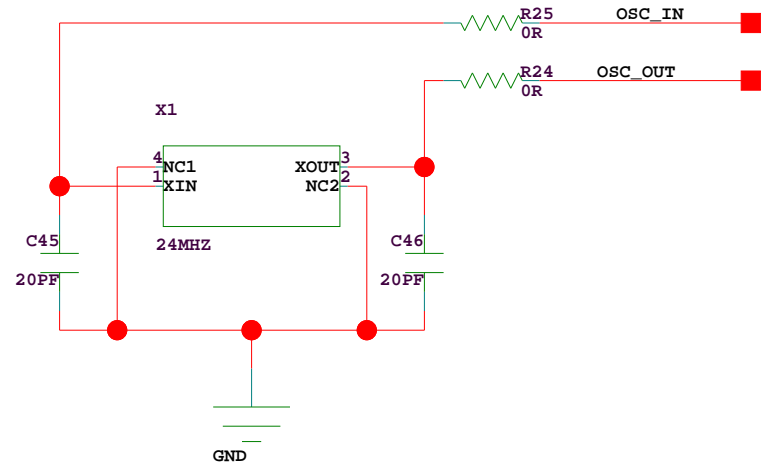 R25 OSC_IN
0R
R24 OSC_OUT
0R
X1
4 NC1 XOUT 3
1 XIN NC2 2
C45 24MHZ C46
20PF 20PF
GND